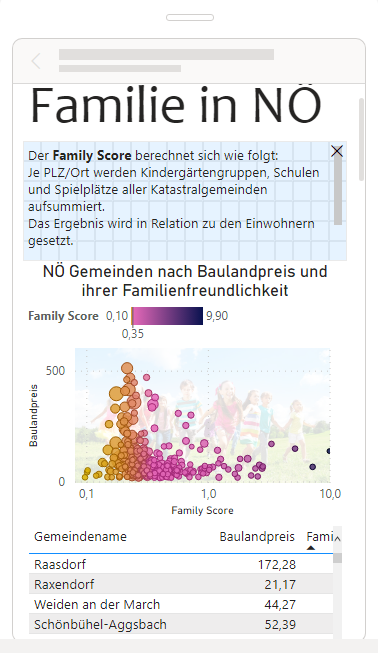 Familie in NÖ
Der Family Score berechnet sich wie folgt:
Je PLZ/Ort werden Kindergärtengruppen, Schulen
und Spielplätze aller Katastralgemeinden
aufsummiert.
Das Ergebnis wird in Relation zu den Einwohnern
gesetzt.
NÖ Gemeinden nach Baulandpreis und
ihrer Familienfreundlichkeit
Family Score 0,10 9,90
0,35
500
Baulandpreis
0
0,1 1,0 10,0
Family Score
Gemeindename Baulandpreis Fami
Raasdorf 172,28
Raxendorf 21,17
Weiden an der March 44,27
Schönbühel-Aggsbach 52,39